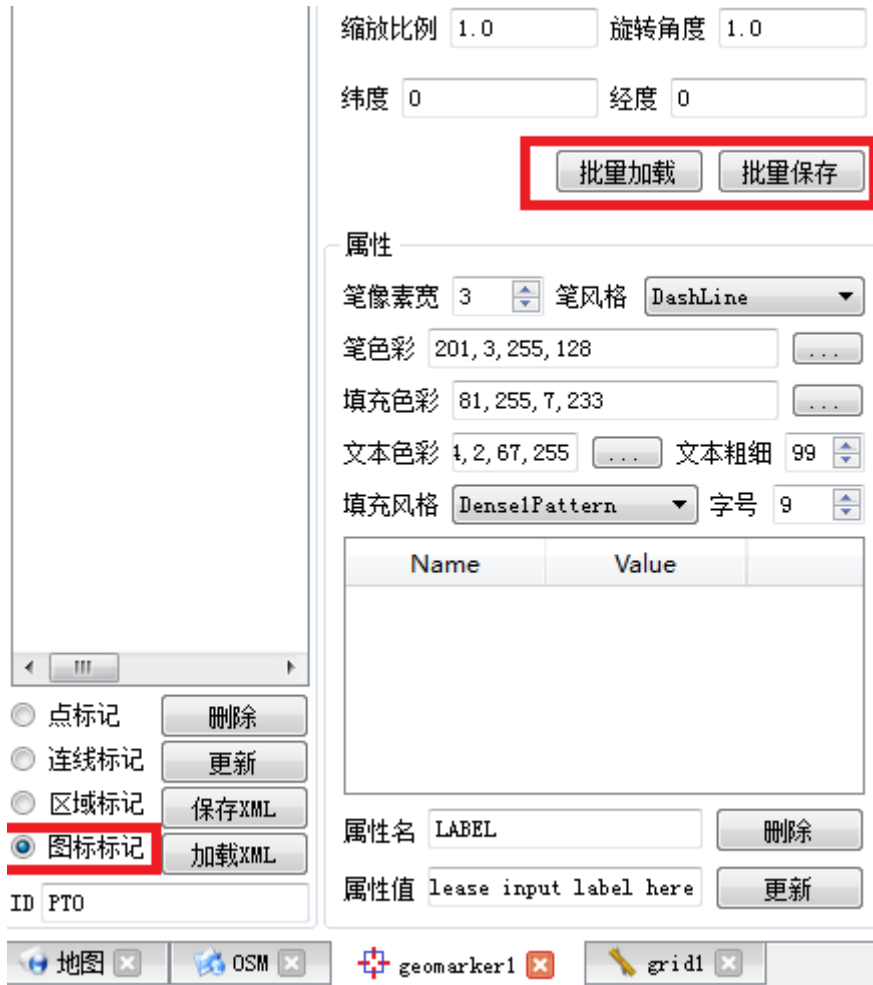 缩放比例 1.0 旋转角度 1.0
纬度 0 经度 0
批量加载 批量保存
属性
笔像素宽 3 笔风格 DashLine
笔色彩 201,3,255,128 ...
填充色彩 81,255,7,233 ...
文本色彩 4,2,67,255 ... 文本粗细 99
填充风格 Dense1Pattern 字号 9
Name Value
点标记 删除
连线标记 更新
区域标记 保存XML
图标标记 加载XML
ID PT0
属性名 LABEL 删除
属性值 lease input label here 更新
地图 OSM geomarker1 grid1